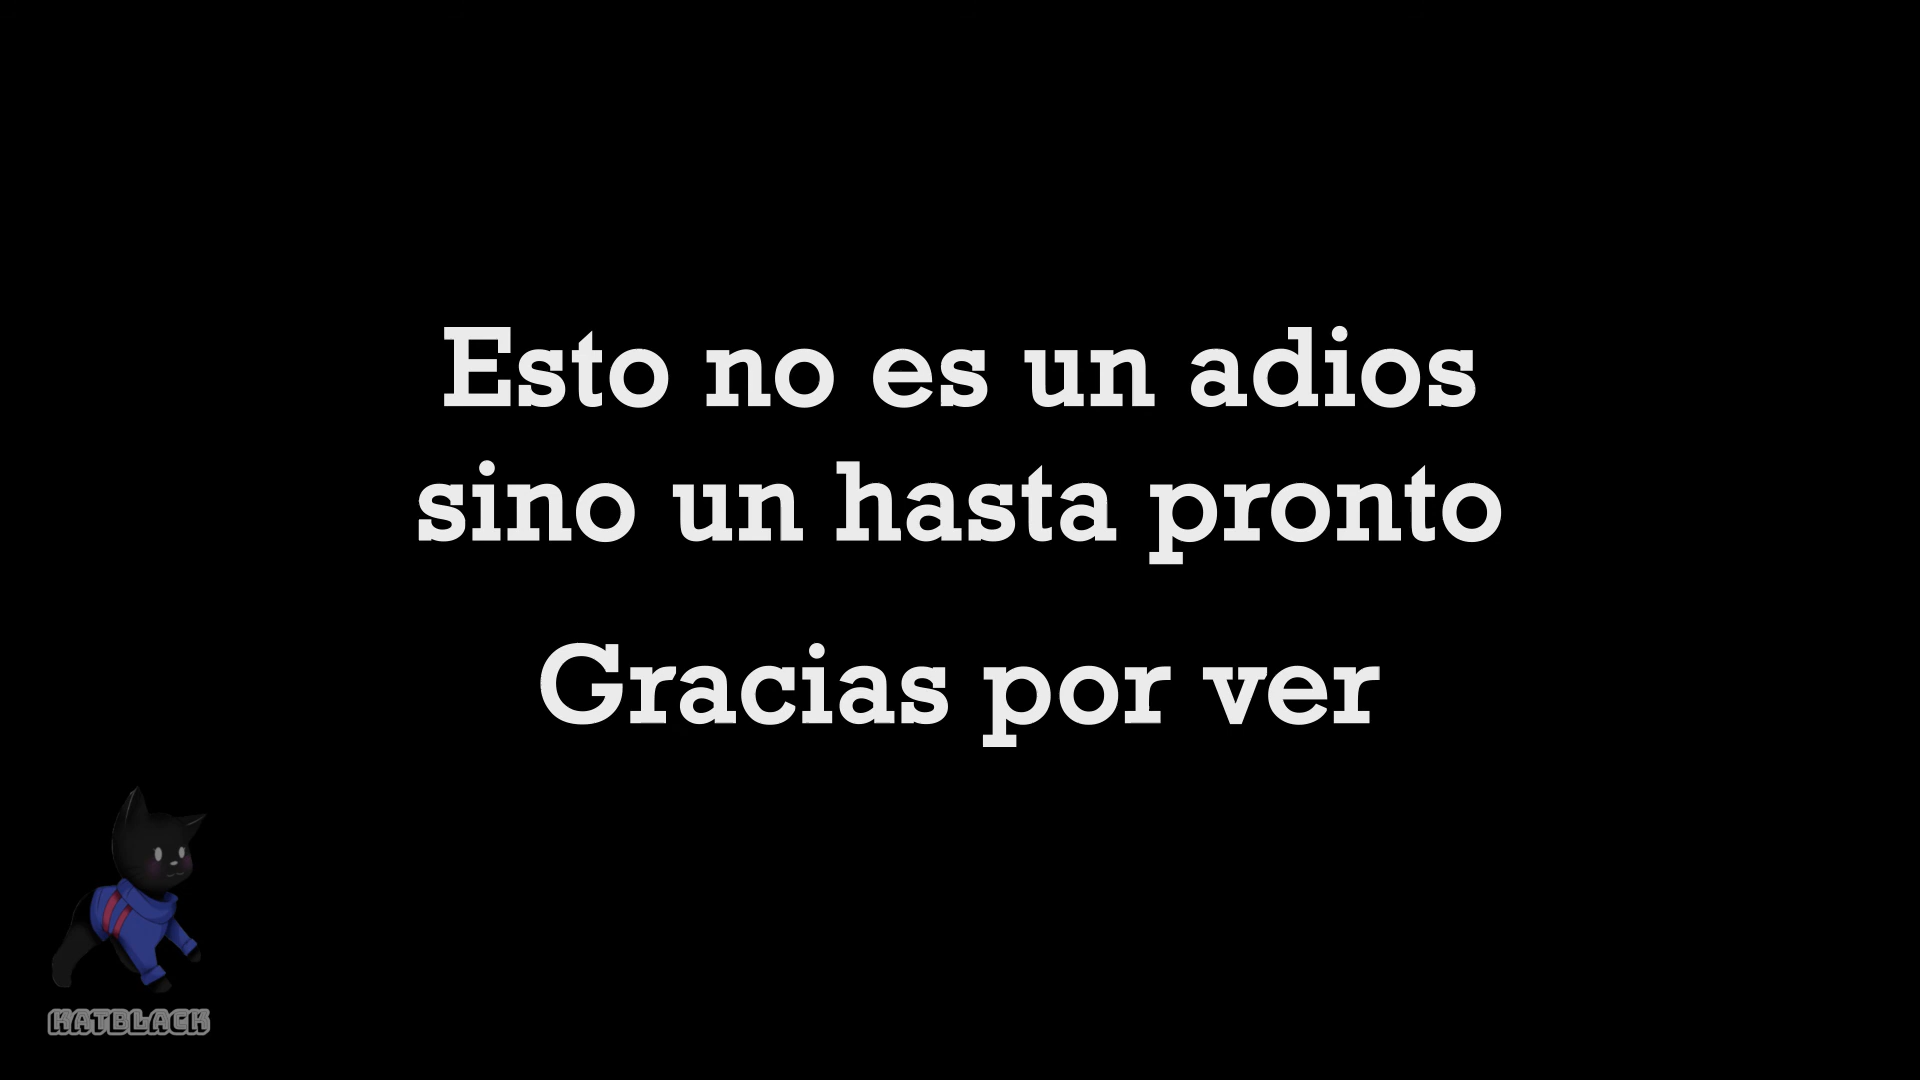 Esto no es un adios
sino un hasta pronto
Gracias por ver
KATBLACK